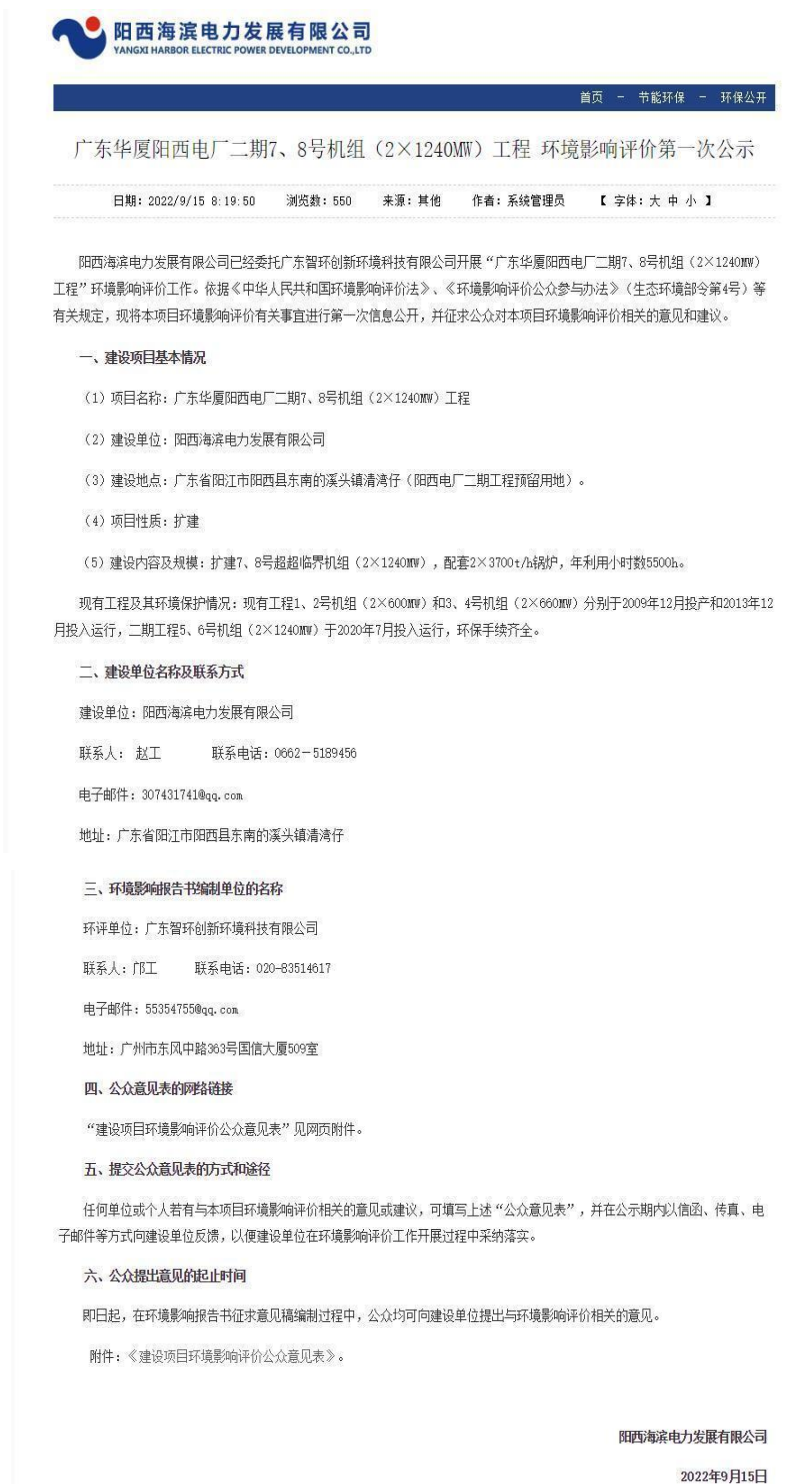 阳西海滨电力发展有限公司
YANGXI HARBOR ELECTRIC POWER DEVELOPMENT CO.,LTD
首页 － 节能环保 － 环保公开
广东华厦阳西电厂二期7、8号机组（2×1240MW）工程 环境影响评价第一次公示
日期：2022/9/15 8:19:50 浏览数：550 来源：其他 作者：系统管理员 【 字体：大 中 小 】
阳西海滨电力发展有限公司已经委托广东智环创新环境科技有限公司开展“广东华厦阳西电厂二期7、8号机组（2×1240MW）
工程”环境影响评价工作。依据《中华人民共和国环境影响评价法》、《环境影响评价公众参与办法》（生态环境部令第4号）等
有关规定，现将本项目环境影响评价有关事宜进行第一次信息公开，并征求公众对本项目环境影响评价相关的意见和建议。
一、建设项目基本情况
（1）项目名称：广东华厦阳西电厂二期7、8号机组（2×1240MW）工程
（2）建设单位：阳西海滨电力发展有限公司
（3）建设地点：广东省阳江市阳西县东南的溪头镇清湾仔（阳西电厂二期工程预留用地）。
（4）项目性质：扩建
（5）建设内容及规模：扩建7、8号超超临界机组（2×1240MW），配套2×3700t/h锅炉，年利用小时数5500h。
现有工程及其环境保护情况：现有工程1、2号机组（2×600MW）和3、4号机组（2×660MW）分别于2009年12月投产和2013年12
月投入运行，二期工程5、6号机组（2×1240MW）于2020年7月投入运行，环保手续齐全。
二、建设单位名称及联系方式
建设单位：阳西海滨电力发展有限公司
联系人： 赵工 联系电话：0662－5189456
电子邮件：307431741@qq.com
地址：广东省阳江市阳西县东南的溪头镇清湾仔
三、环境影响报告书编制单位的名称
环评单位：广东智环创新环境科技有限公司
联系人：邝工 联系电话：020-83514617
电子邮件：55354755@qq.com
地址：广州市东风中路363号国信大厦509室
四、公众意见表的网络链接
“建设项目环境影响评价公众意见表”见网页附件。
五、提交公众意见表的方式和途径
任何单位或个人若有与本项目环境影响评价相关的意见或建议，可填写上述“公众意见表”，并在公示期内以信函、传真、电
子邮件等方式向建设单位反馈，以便建设单位在环境影响评价工作开展过程中采纳落实。
六、公众提出意见的起止时间
即日起，在环境影响报告书征求意见稿编制过程中，公众均可向建设单位提出与环境影响评价相关的意见。
附件：《建设项目环境影响评价公众意见表》。
阳西海滨电力发展有限公司
2022年9月15日